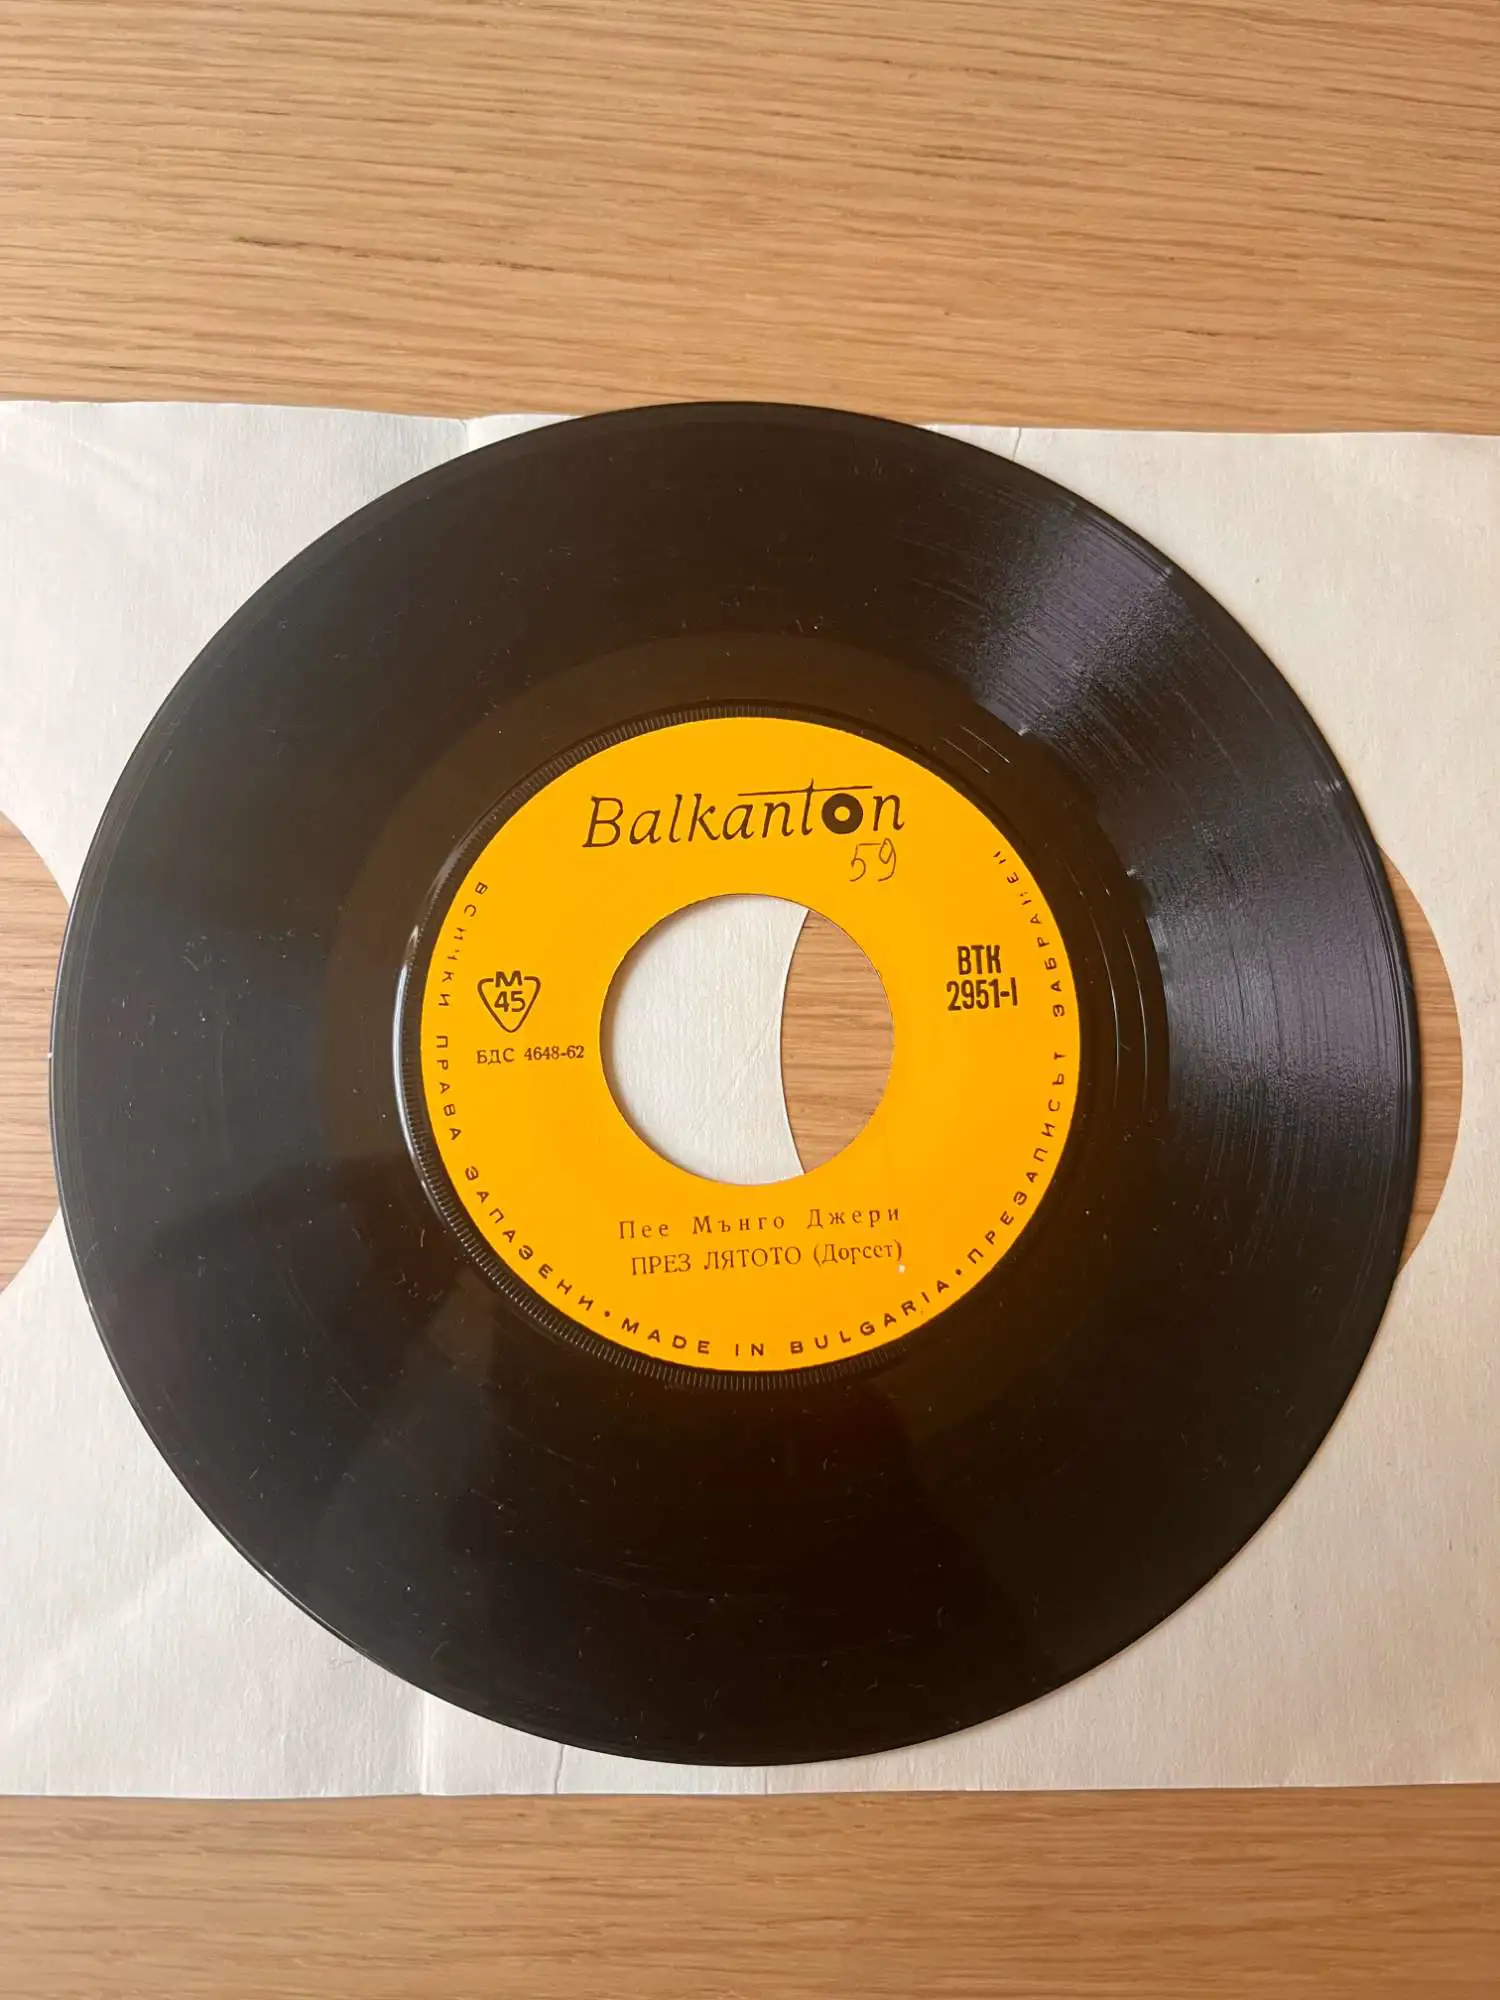 Balkanton
59
М
45
БДС 4648-62
ВТК
2951-I
Пее Мънго Джери
ПРЕЗ ЛЯТОТО (Дорсет)
ВСИЧКИ ПРАВА ЗАПАЗЕНИ • MADE IN BULGARIA • ПРЕЗАПИСЪТ ЗАБРАНЕН